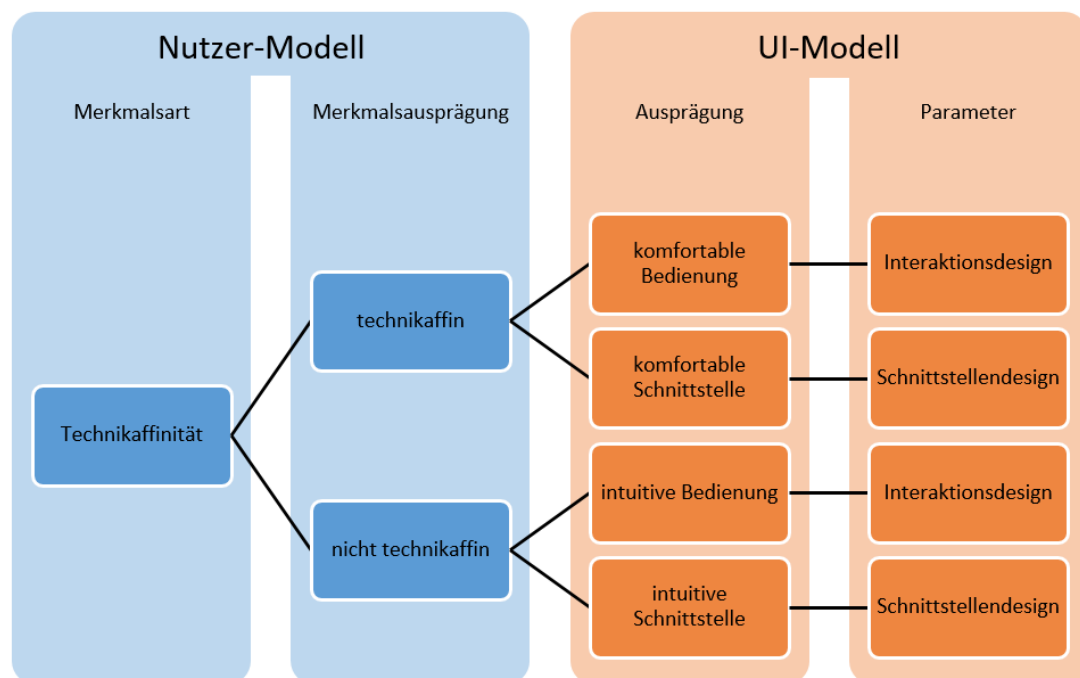 Nutzer-Modell
UI-Modell
Merkmalsart
Merkmalsausprägung
Ausprägung
Parameter
komfortable
Bedienung
Interaktionsdesign
technikaffin
komfortable
Schnittstelle
Schnittstellendesign
Technikaffinität
intuitive Bedienung
Interaktionsdesign
nicht technikaffin
intuitive
Schnittstelle
Schnittstellendesign